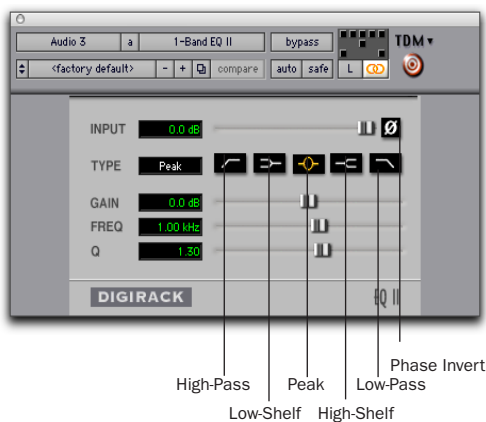 Audio 3 a 1-Band EQ II bypass TDM
<factory default> - + compare auto safe L
INPUT 0.0 dB Ø
TYPE Peak
GAIN 0.0 dB
FREQ 1.00 kHz
Q 1.30
DIGIRACK EQ II
Phase Invert
High-Pass Peak Low-Pass
Low-Shelf High-Shelf